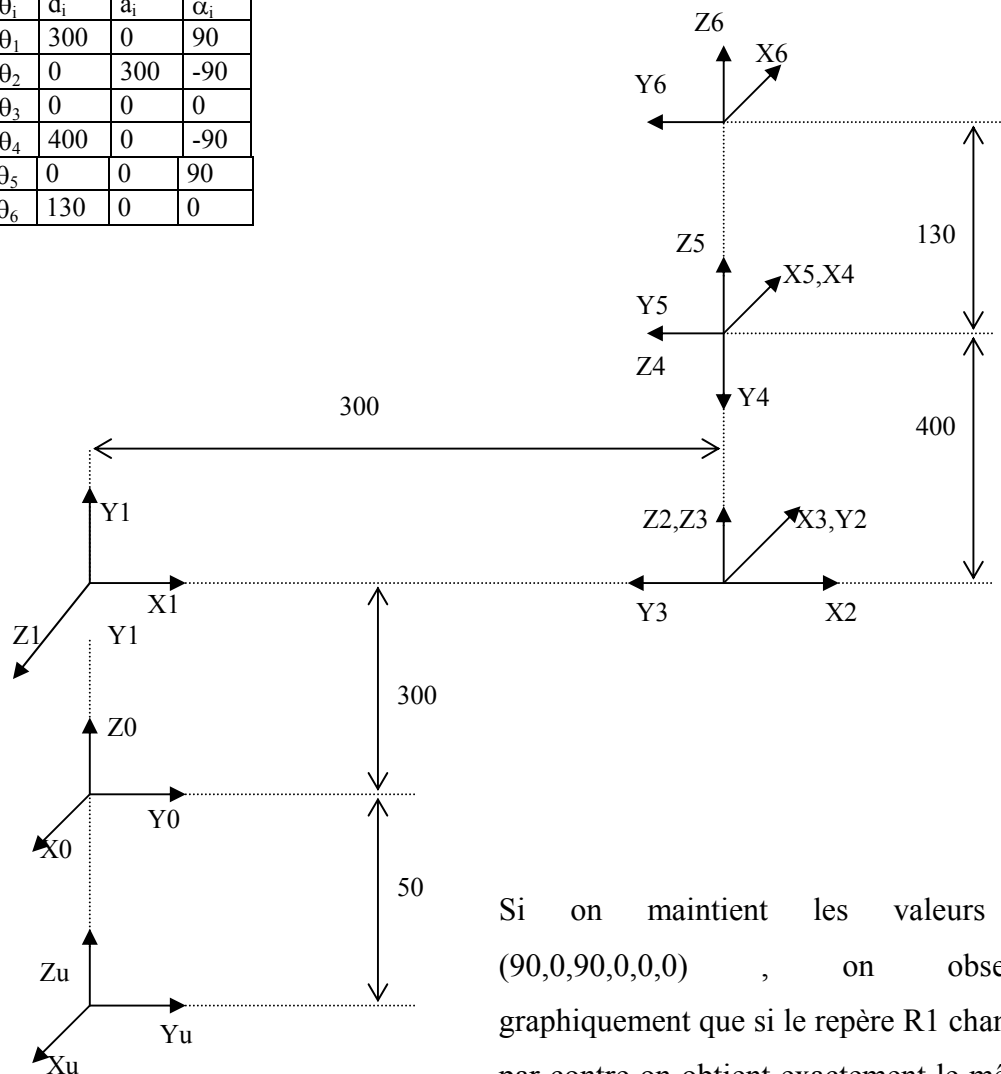 θi di ai αi
θ1 300 0 90
θ2 0 300 -90
θ3 0 0 0
θ4 400 0 -90
θ5 0 0 90
θ6 130 0 0
Z6
X6
Y6
130
Z5
X5,X4
Y5
Z4
Y4
300
400
Y1
Z2,Z3
X3,Y2
X1
Y3
X2
Z1
Y1
300
Z0
Y0
X0
50
Zu
Yu
Xu
Si on maintient les valeurs
(90,0,90,0,0,0) , on obse
graphiquement que si le repère R1 chan
par contre on obtient exactement le mê